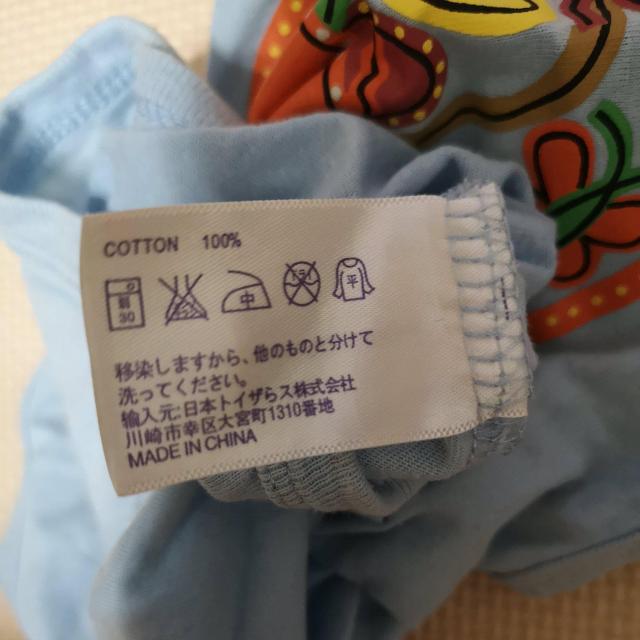 COTTON 100%
弱
30
中
ドライ
平
移染しますから、他のものと分けて
洗ってください。
輸入元:日本トイザらス株式会社
川崎市幸区大宮町1310番地
MADE IN CHINA